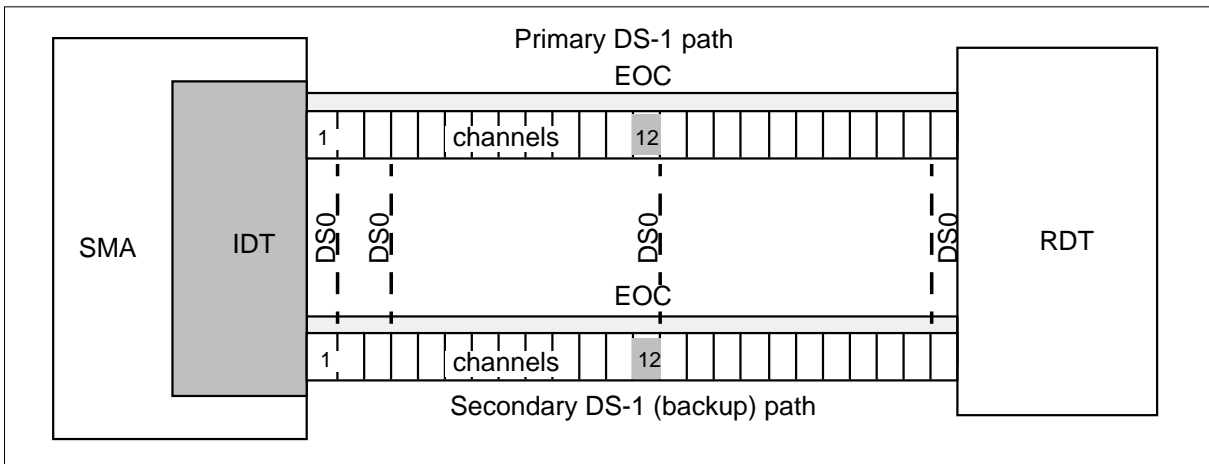 Primary DS-1 path
EOC
1 channels 12
SMA IDT DS0 DS0 DS0 DS0 RDT
EOC
1 channels 12
Secondary DS-1 (backup) path